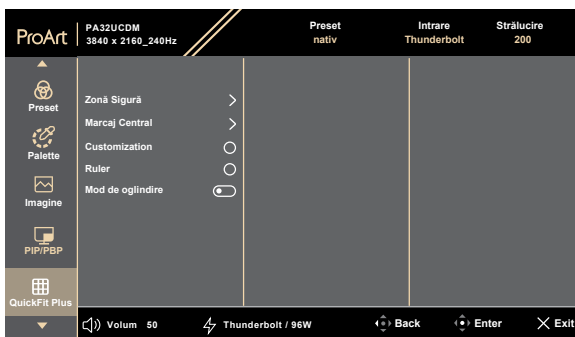 ProArt
PA32UCDM
3840 x 2160_240Hz
Preset
nativ
Intrare
Thunderbolt
Strălucire
200
Preset
Palette
Imagine
PIP/PBP
QuickFit Plus
Zonă Sigură
Marcaj Central
Customization
Ruler
Mod de oglindire
Volum 50
Thunderbolt / 96W
Back
Enter
Exit